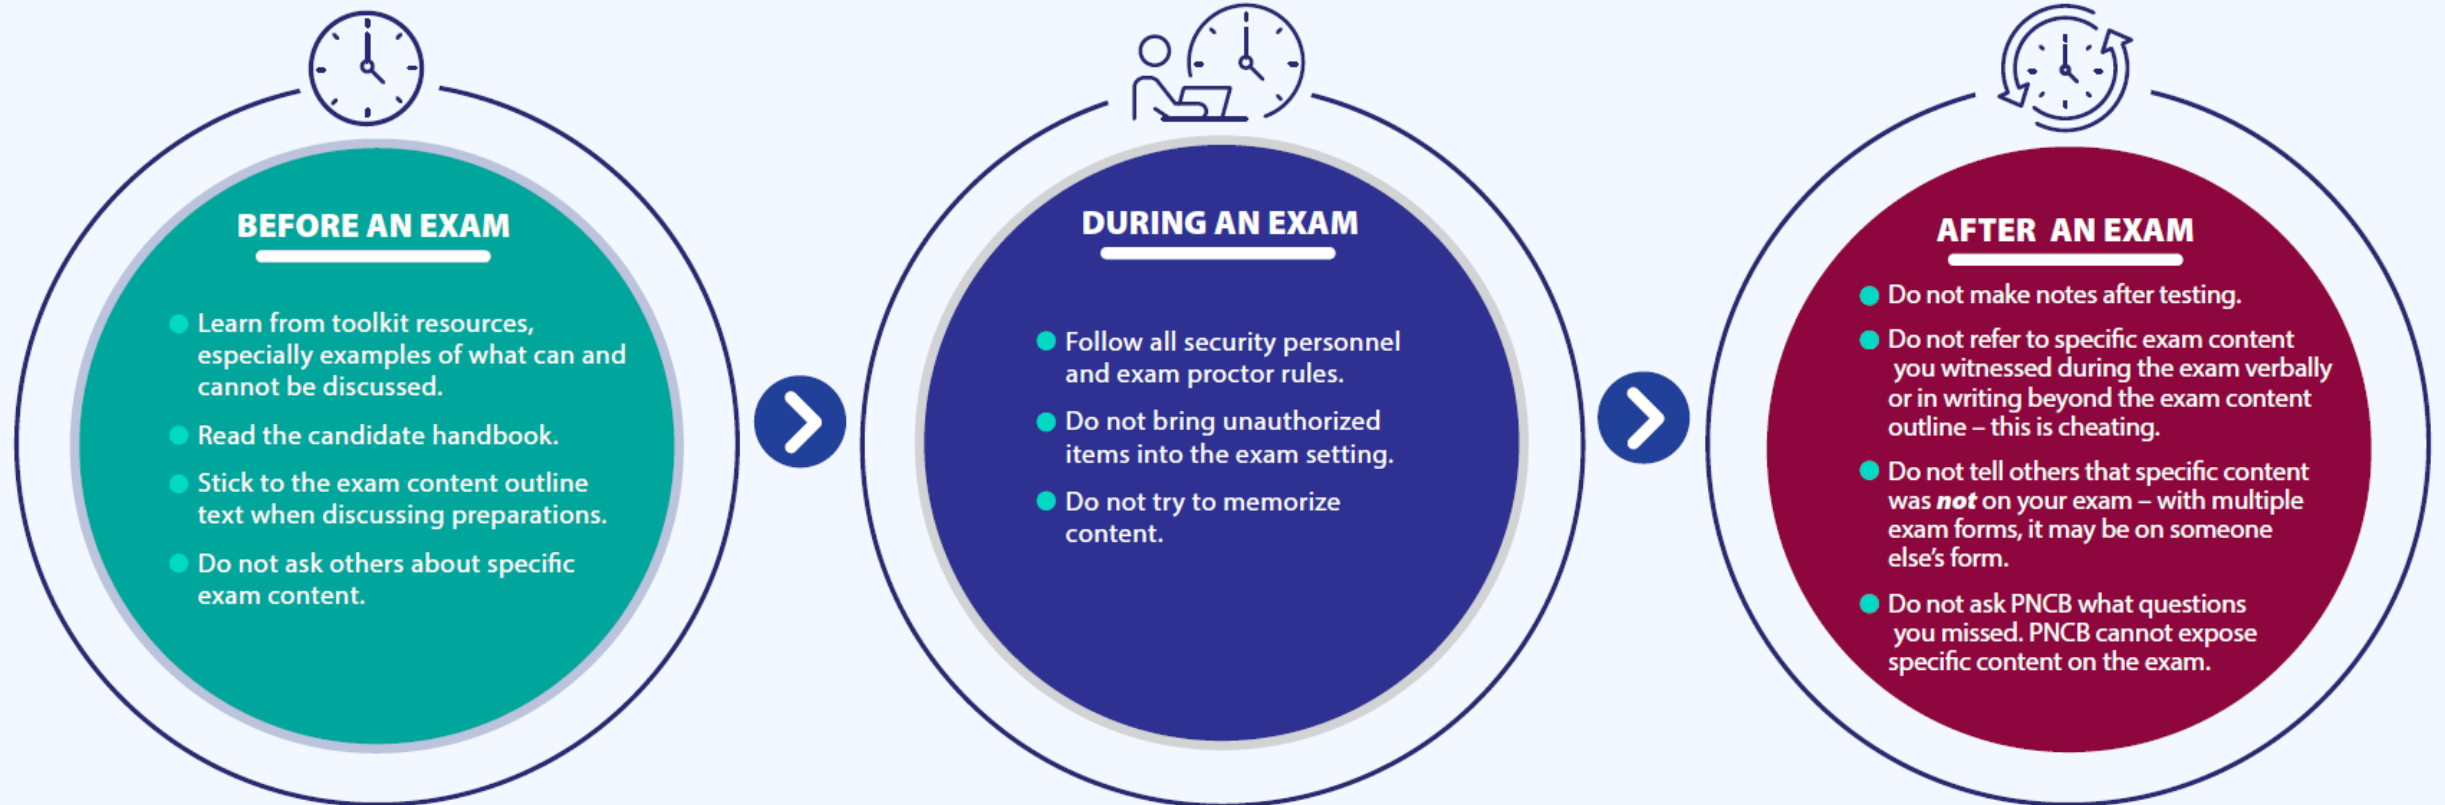 BEFORE AN EXAM
Learn from toolkit resources,
especially examples of what can and
cannot be discussed.
Read the candidate handbook.
Stick to the exam content outline
text when discussing preparations.
Do not ask others about specific
exam content.
DURING AN EXAM
Follow all security personnel
and exam proctor rules.
Do not bring unauthorized
items into the exam setting.
Do not try to memorize
content.
AFTER AN EXAM
Do not make notes after testing.
Do not refer to specific exam content
you witnessed during the exam verbally
or in writing beyond the exam content
outline – this is cheating.
Do not tell others that specific content
was not on your exam – with multiple
exam forms, it may be on someone
else's form.
Do not ask PNCB what questions
you missed. PNCB cannot expose
specific content on the exam.